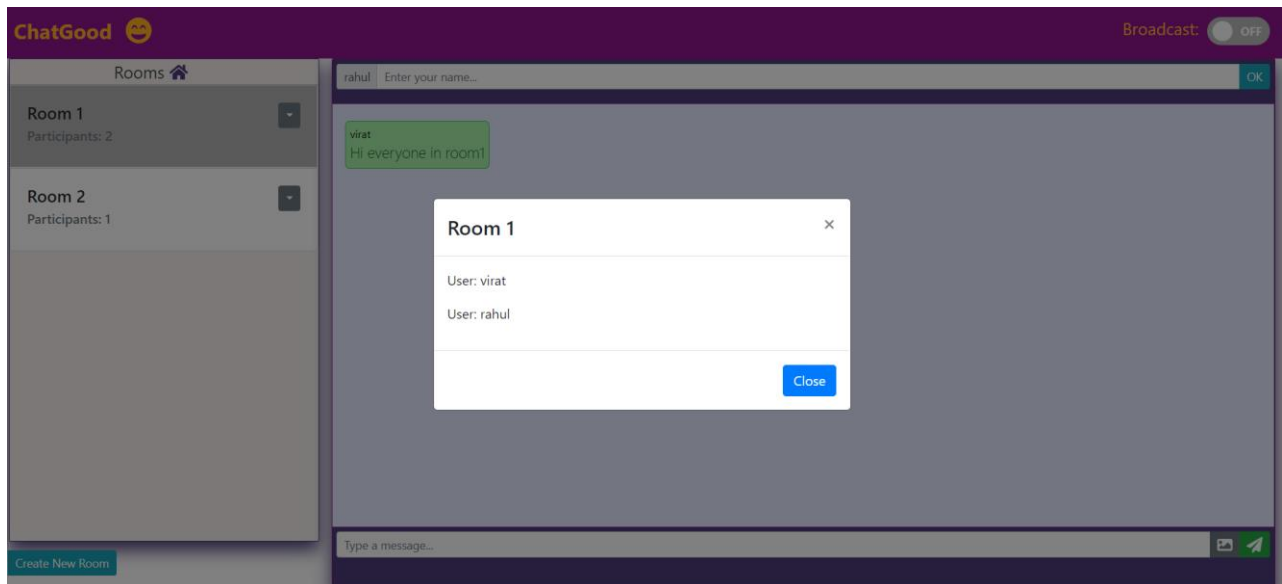 ChatGood
Broadcast: OFF
Rooms
Room 1
Participants: 2
Room 2
Participants: 1
Create New Room
rahul Enter your name... OK
virat
Hi everyone in room1
Room 1 ×
User: virat
User: rahul
Close
Type a message...